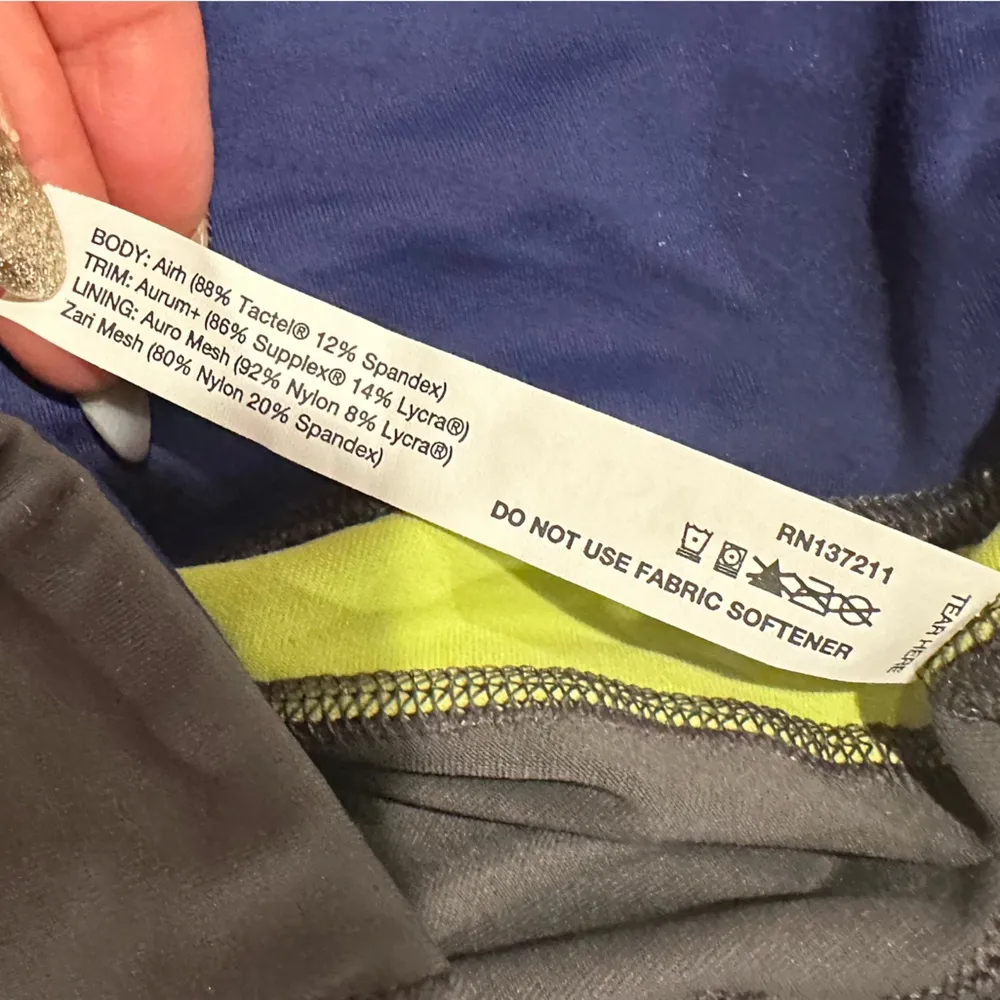 BODY: Airh (88% Tactel® 12% Spandex)
TRIM: Aurum+ (86% Supplex® 14% Lycra®)
LINING: Auro Mesh (92% Nylon 8% Lycra®)
Zari Mesh (80% Nylon 20% Spandex)
RN137211
DO NOT USE FABRIC SOFTENER
TEAR HERE